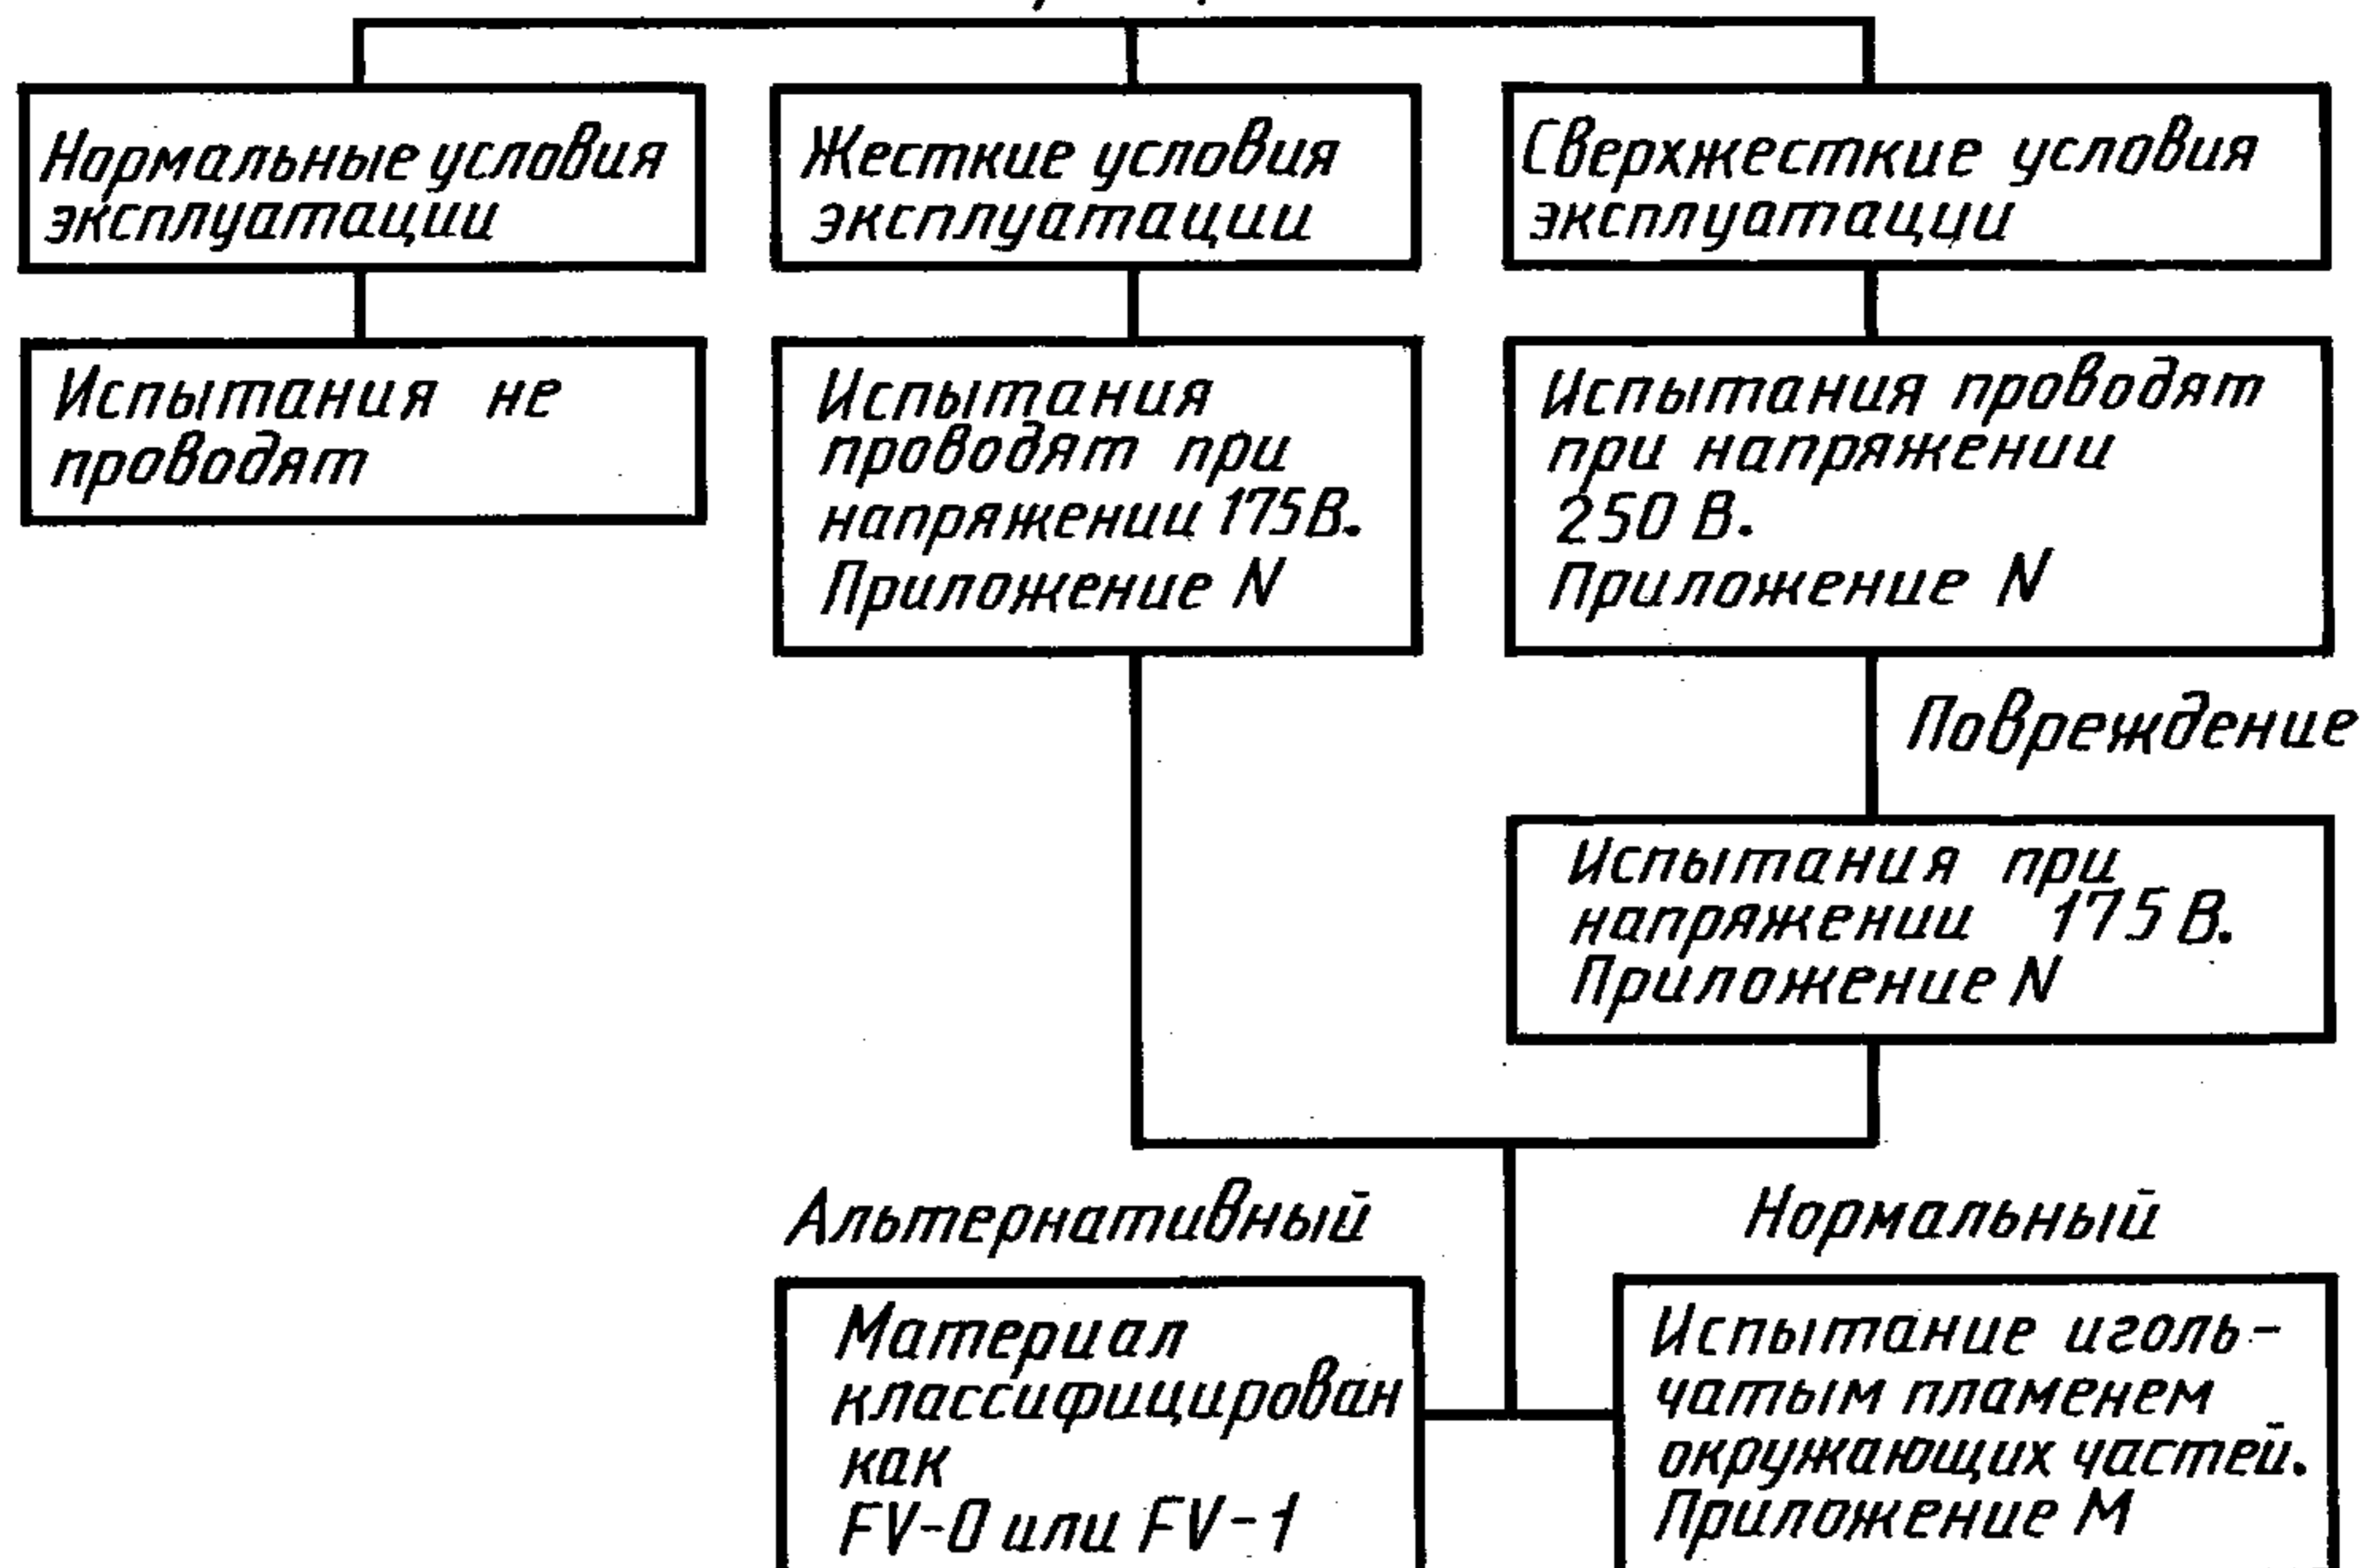 Нормальные условия
эксплуатации
Жесткие условия
эксплуатации
Сверхжесткие условия
эксплуатации
Испытания не
проводят
Испытания
проводят при
напряжении 175В.
Приложение N
Испытания проводят
при напряжении
250 В.
Приложение N
Повреждение
Испытания при
напряжении 175 В.
Приложение N
Альтернативный
Нормальный
Материал
классифицирован
как
FV-0 или FV-1
Испытание иголь-
чатым пламенем
окружающих частей.
Приложение М